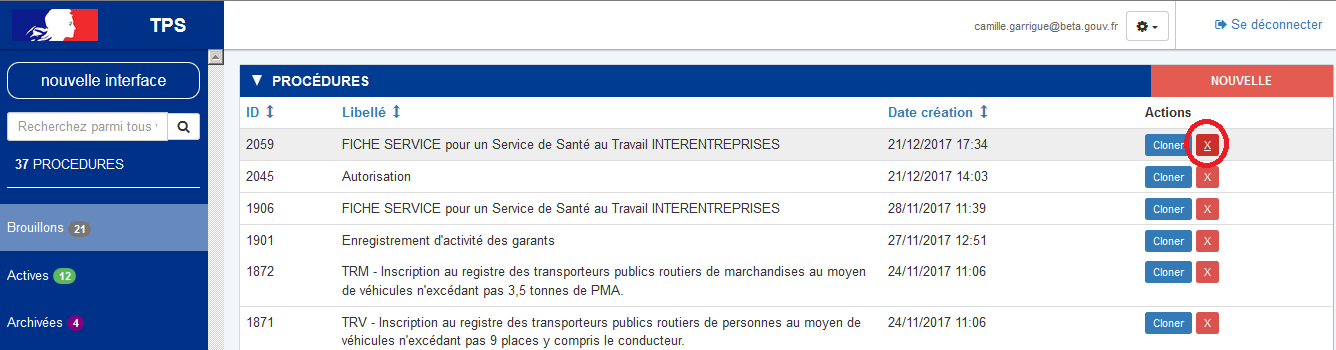 TPS
camille.garrigue@beta.gouv.fr
Se déconnecter
nouvelle interface
Recherchez parmi tous
37 PROCEDURES
Brouillons 21
Actives 12
Archivées 4
PROCÉDURES NOUVELLE
ID Libellé Date création Actions
2059 FICHE SERVICE pour un Service de Santé au Travail INTERENTREPRISES 21/12/2017 17:34 Cloner X
2045 Autorisation 21/12/2017 14:03 Cloner X
1906 FICHE SERVICE pour un Service de Santé au Travail INTERENTREPRISES 28/11/2017 11:39 Cloner X
1901 Enregistrement d'activité des garants 27/11/2017 12:51 Cloner X
1872 TRM - Inscription au registre des transporteurs publics routiers de marchandises au moyen 24/11/2017 11:06 Cloner X
de véhicules n'excédant pas 3,5 tonnes de PMA.
1871 TRV - Inscription au registre des transporteurs publics routiers de personnes au moyen de 24/11/2017 11:06 Cloner X
véhicules n'excédant pas 9 places y compris le conducteur.